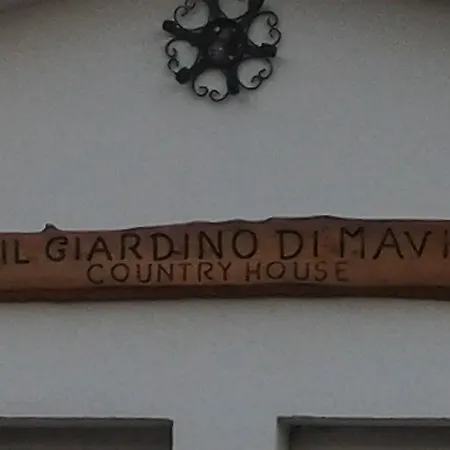 IL GIARDINO DI MAVI
COUNTRY HOUSE